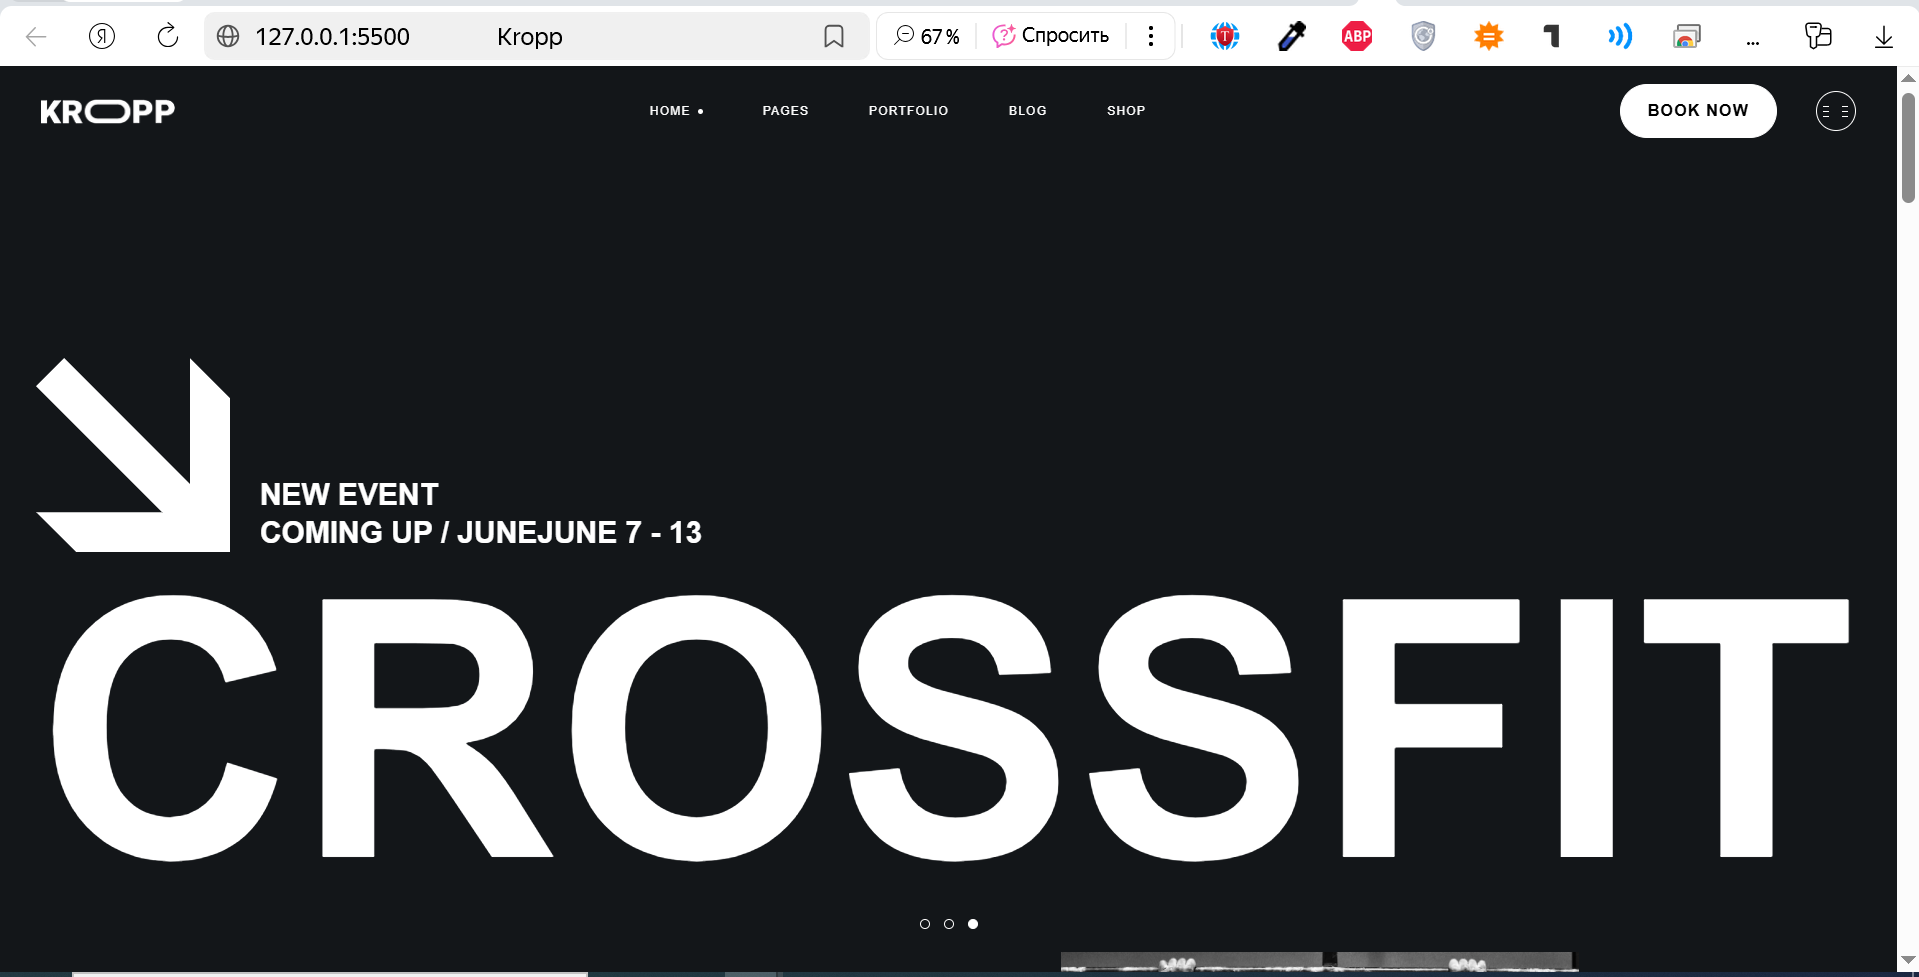 Я
127.0.0.1:5500
Kropp
67 %
Спросить
T
ABP
...
KROPP
HOME
PAGES
PORTFOLIO
BLOG
SHOP
BOOK NOW
NEW EVENT
COMING UP / JUNEJUNE 7 - 13
CROSSFIT